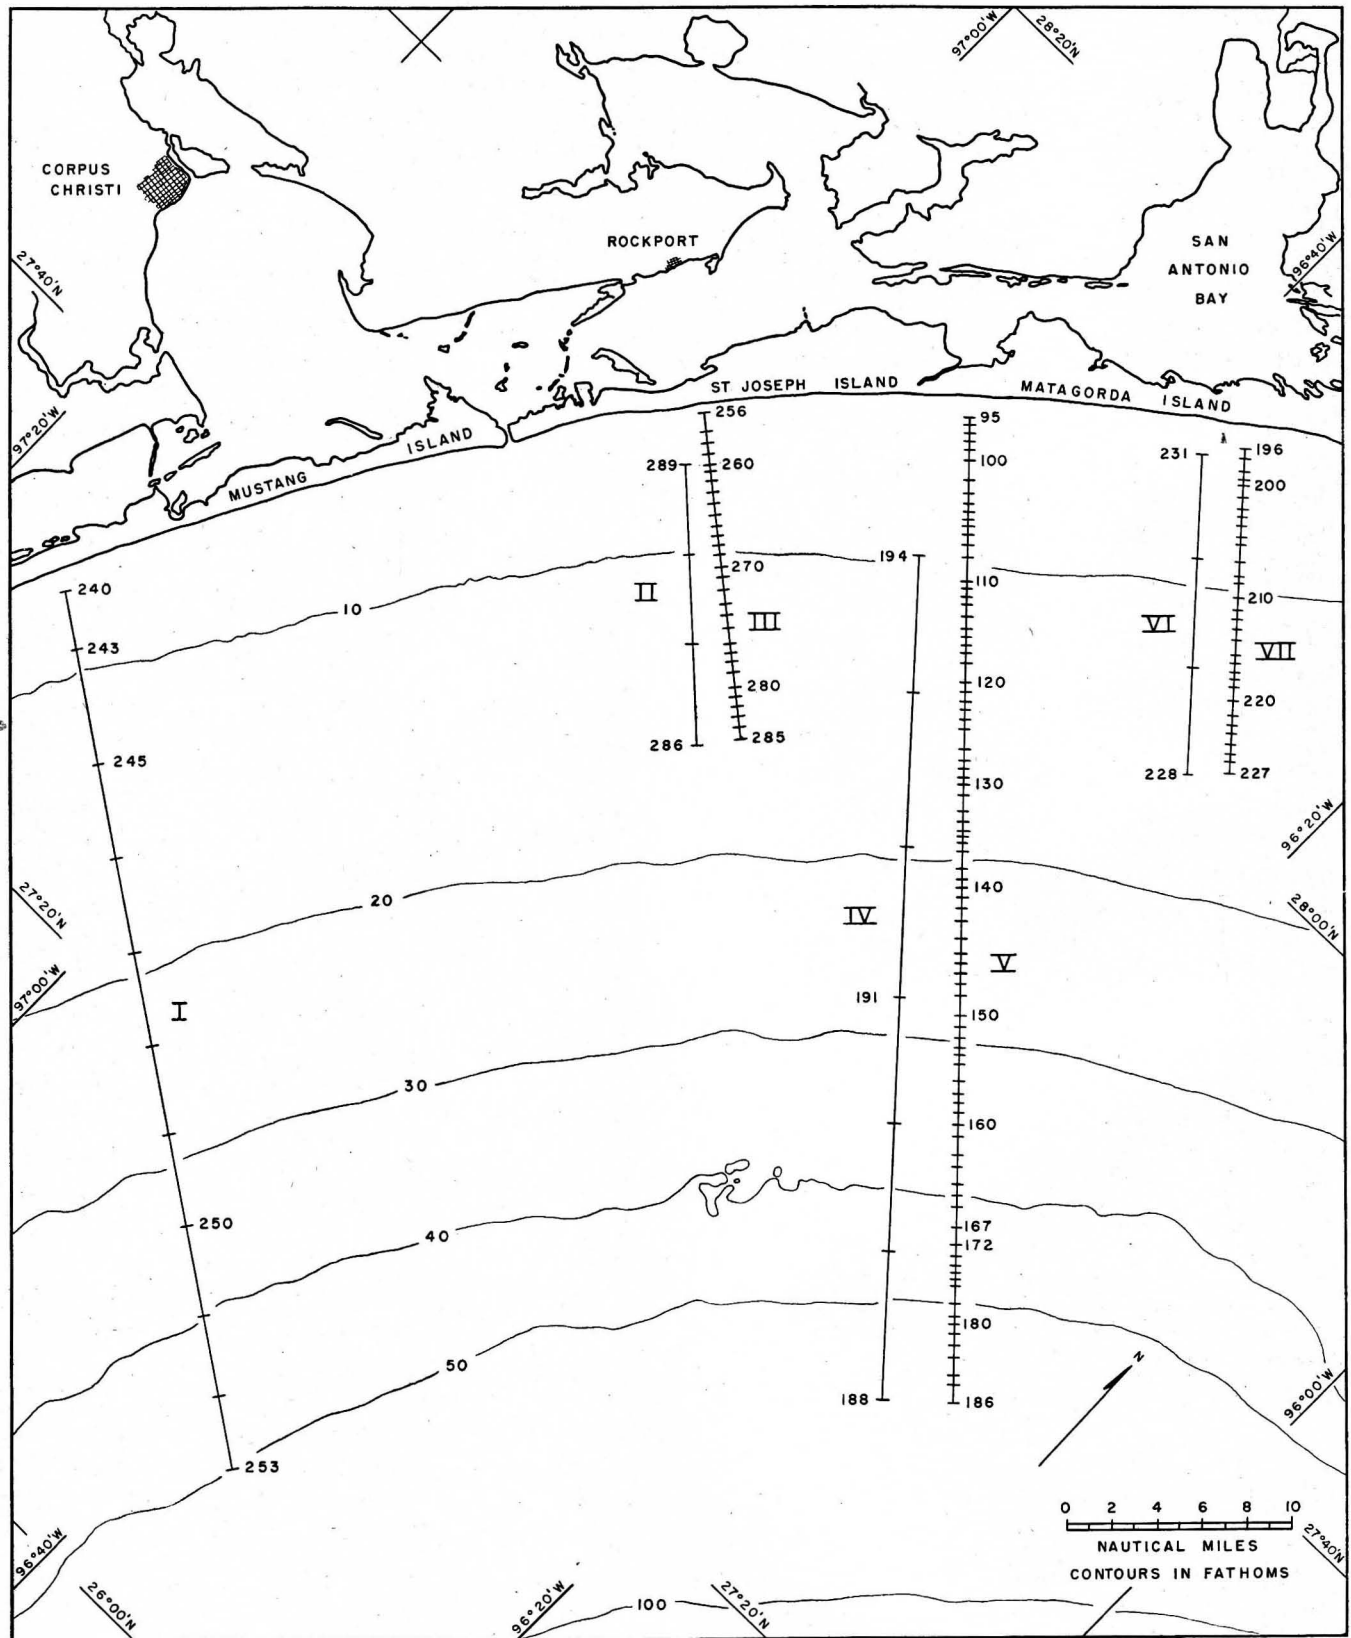 97°00'W
28°20'N
CORPUS
CHRISTI
ROCKPORT
SAN
ANTONIO
BAY
27°40'N
96°40'W
ST. JOSEPH ISLAND
MATAGORDA ISLAND
97°20'W
MUSTANG ISLAND
256
95
289
260
100
231
196
200
194
270
110
210
240
10
II
III
VI
VII
243
120
220
280
286
285
245
130
228
227
96°20'W
140
27°20'N
20
IV
28°00'N
V
97°00'W
191
I
150
30
160
250
40
167
172
180
50
N
188
186
96°00'W
253
0 2 4 6 8 10
NAUTICAL MILES
CONTOURS IN FATHOMS
27°40'N
96°40'W
26°00'N
96°20'W
27°20'N
100